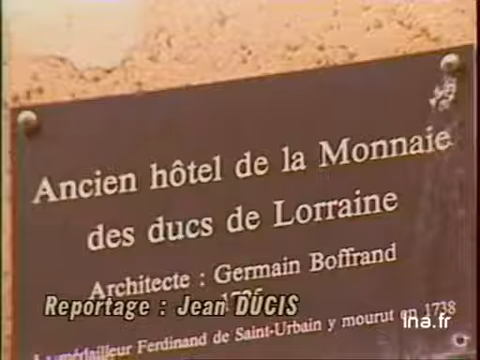 Ancien hôtel de la Monnaie
des ducs de Lorraine
Architecte : Germain Boffrand
Reportage : Jean DUCIS
médailleur Ferdinand de Saint-Urbain y mourut en 1738
ina.fr